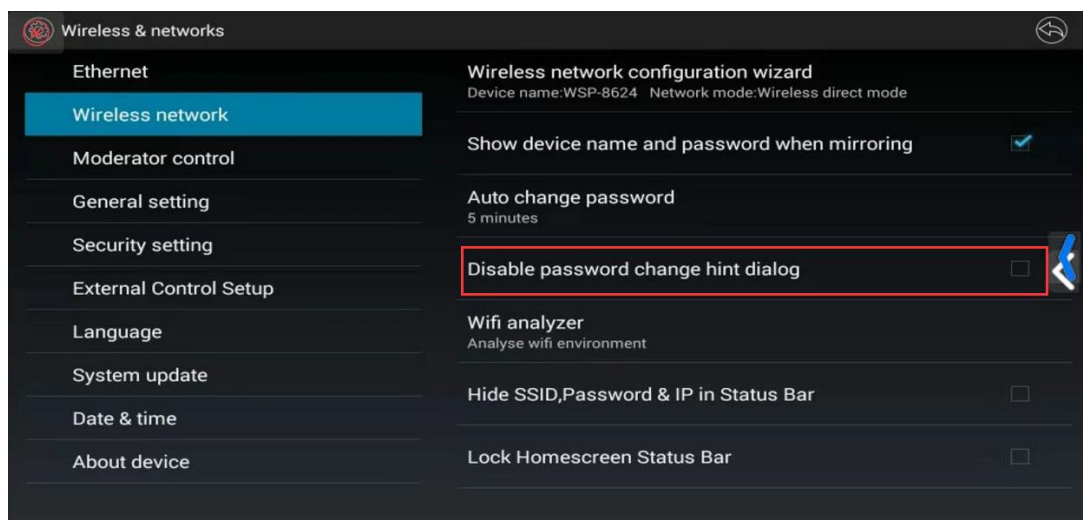 Wireless & networks
Ethernet
Wireless network
Moderator control
General setting
Security setting
External Control Setup
Language
System update
Date & time
About device
Wireless network configuration wizard
Device name:WSP-8624 Network mode:Wireless direct mode
Show device name and password when mirroring
Auto change password
5 minutes
Disable password change hint dialog
Wifi analyzer
Analyse wifi environment
Hide SSID,Password & IP in Status Bar
Lock Homescreen Status Bar